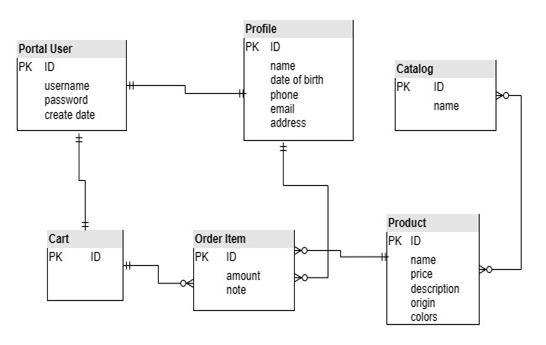 Portal User
PK ID
username
password
create date
Profile
PK ID
name
date of birth
phone
email
address
Catalog
PK ID
name
Cart
PK ID
Order Item
PK ID
amount
note
Product
PK ID
name
price
description
origin
colors